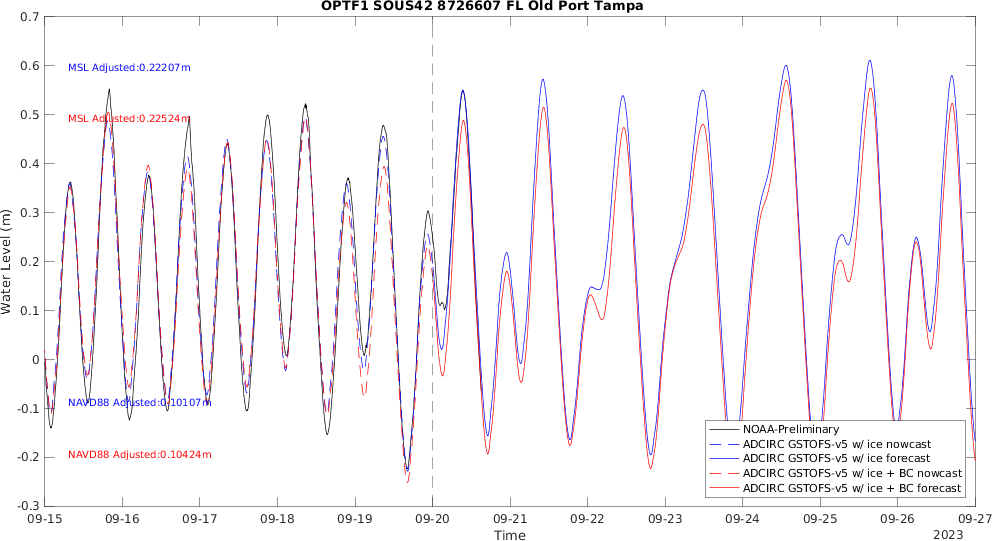 OPTF1 SOUS42 8726607 FL Old Port Tampa
Water Level (m)
0.7
0.6
0.5
0.4
0.3
0.2
0.1
0
-0.1
-0.2
-0.3
MSL Adjusted:0.22207m
MSL Adjusted:0.22524m
NAVD88 Adjusted:0.10107m
NAVD88 Adjusted:0.10424m
NOAA-Preliminary
ADCIRC GSTOFS-v5 w/ ice nowcast
ADCIRC GSTOFS-v5 w/ ice forecast
ADCIRC GSTOFS-v5 w/ ice + BC nowcast
ADCIRC GSTOFS-v5 w/ ice + BC forecast
09-15 09-16 09-17 09-18 09-19 09-20 09-21 09-22 09-23 09-24 09-25 09-26 09-27
Time
2023